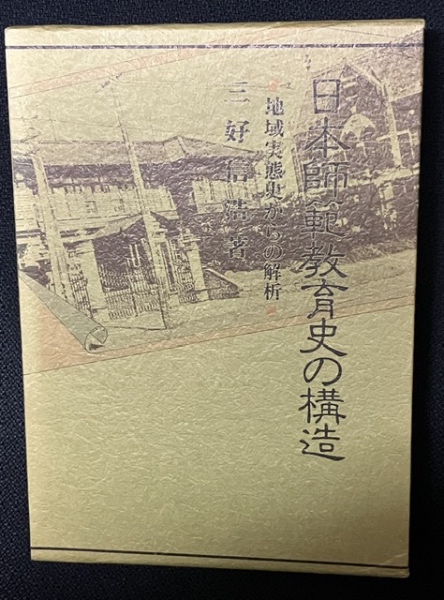 日本師範教育史の構造
地域実態史からの解析
三好信浩著